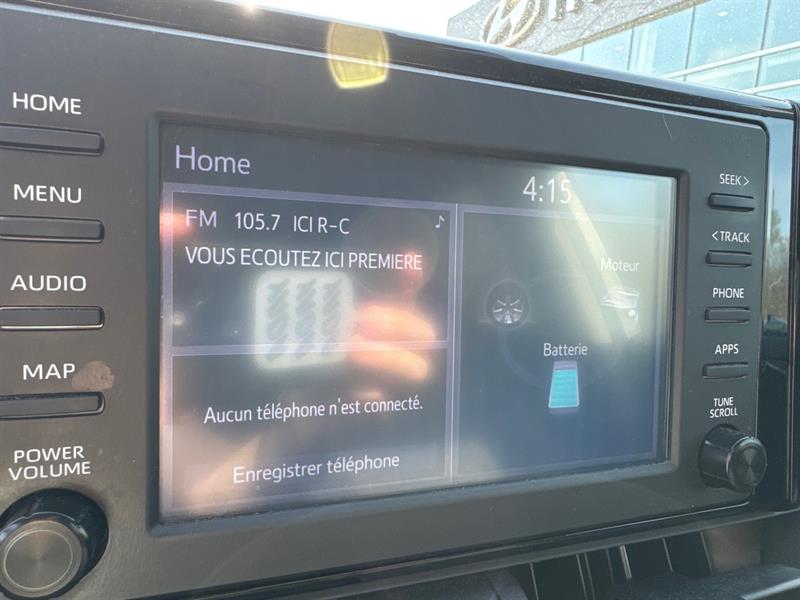 HOME
MENU
AUDIO
MAP
POWER
VOLUME
Home
4:15
FM 105.7 ICI R-C
VOUS ECOUTEZ ICI PREMIERE
Aucun téléphone n'est connecté.
Enregistrer téléphone
Moteur
Batterie
SEEK >
< TRACK
PHONE
APPS
TUNE
SCROLL